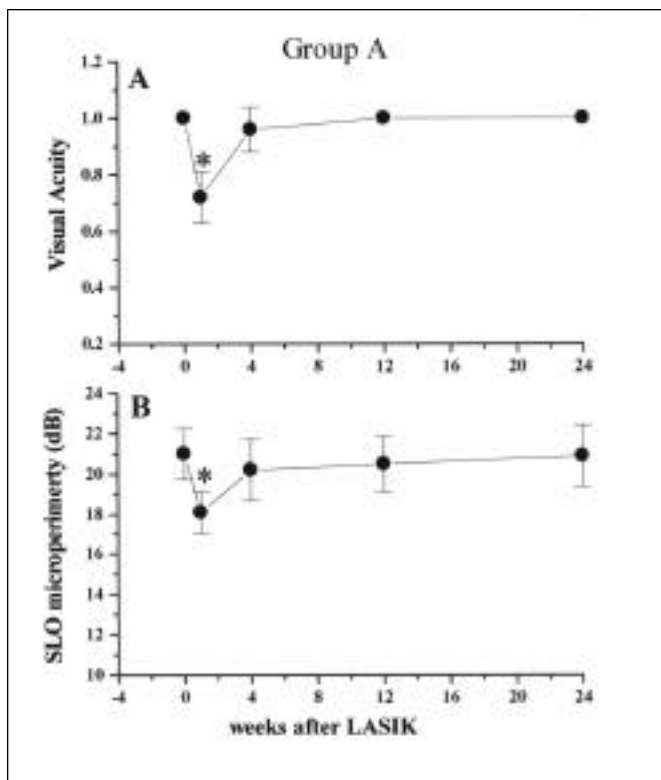 Group A
A
1.2
1.0
0.8
0.6
0.4
0.2
Visual Acuity
*
-4 0 4 8 12 16 20 24
B
24
22
20
18
16
14
12
10
SLO microperimerty (dB)
*
-4 0 4 8 12 16 20 24
weeks after LASIK